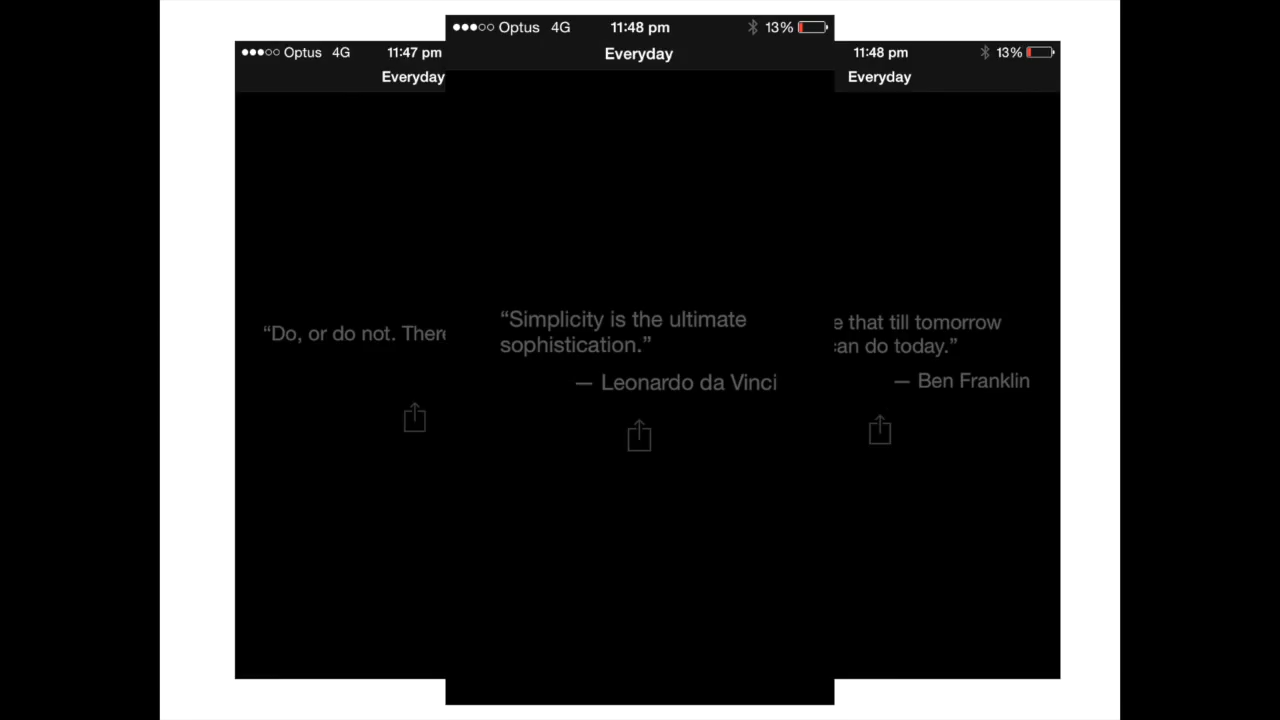 Optus 4G 11:47 pm
Everyday
“Do, or do not. There
Optus 4G 11:48 pm 13%
Everyday
“Simplicity is the ultimate
sophistication.”
— Leonardo da Vinci
11:48 pm 13%
Everyday
e that till tomorrow
an do today.”
— Ben Franklin